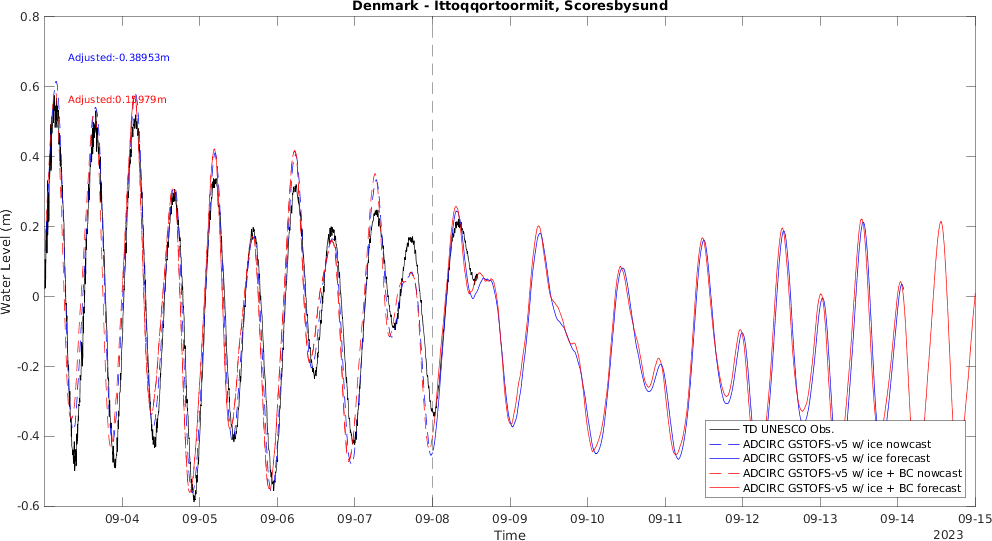 Denmark - Ittoqqortoormiit, Scoresbysund
Adjusted:-0.38953m
Adjusted:0.15979m
Water Level (m)
0.8
0.6
0.4
0.2
0
-0.2
-0.4
-0.6
TD UNESCO Obs.
ADCIRC GSTOFS-v5 w/ ice nowcast
ADCIRC GSTOFS-v5 w/ ice forecast
ADCIRC GSTOFS-v5 w/ ice + BC nowcast
ADCIRC GSTOFS-v5 w/ ice + BC forecast
09-04 09-05 09-06 09-07 09-08 09-09 09-10 09-11 09-12 09-13 09-14 09-15
Time
2023